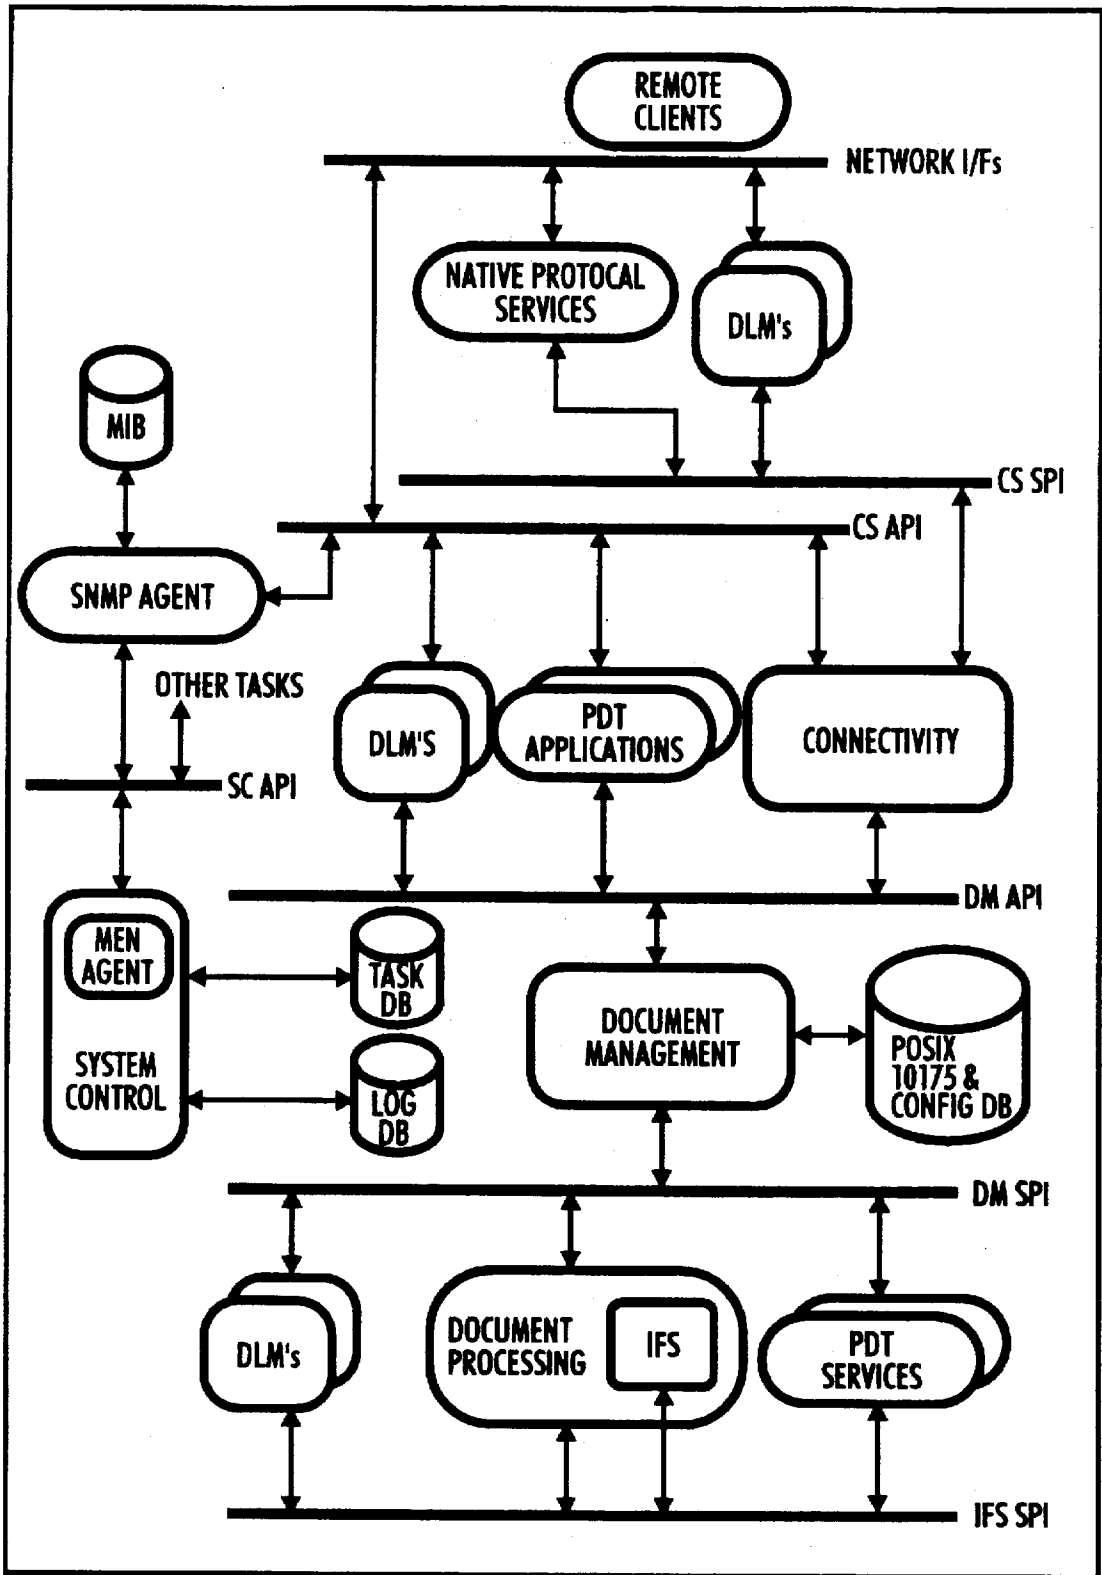 REMOTE
CLIENTS
NETWORK I/Fs
NATIVE PROTOCAL
SERVICES
DLM's
MIB
CS SPI
CS API
SNMP AGENT
OTHER TASKS
DLM'S
PDT
APPLICATIONS
CONNECTIVITY
SC API
DM API
MEN
AGENT
TASK
DB
DOCUMENT
MANAGEMENT
POSIX
10175 &
CONFIG DB
SYSTEM
CONTROL
LOG
DB
DM SPI
DLM's
DOCUMENT
PROCESSING
IFS
PDT
SERVICES
IFS SPI